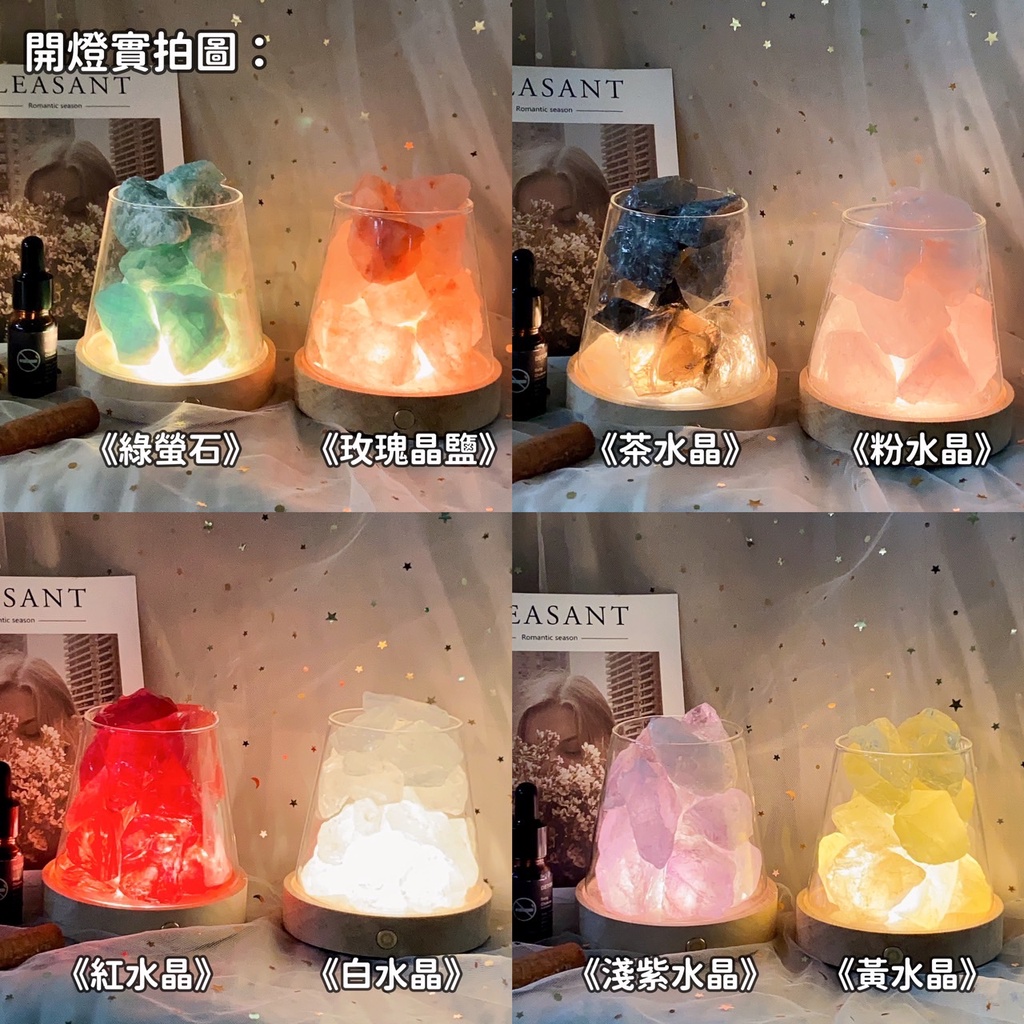 開燈實拍圖：
LEASANT
Romantic season
EASANT
Romantic season
《綠螢石》
《玫瑰晶鹽》
《茶水晶》
《粉水晶》
SANT
tic season
EASANT
Romantic season
《紅水晶》
《白水晶》
《淺紫水晶》
《黃水晶》